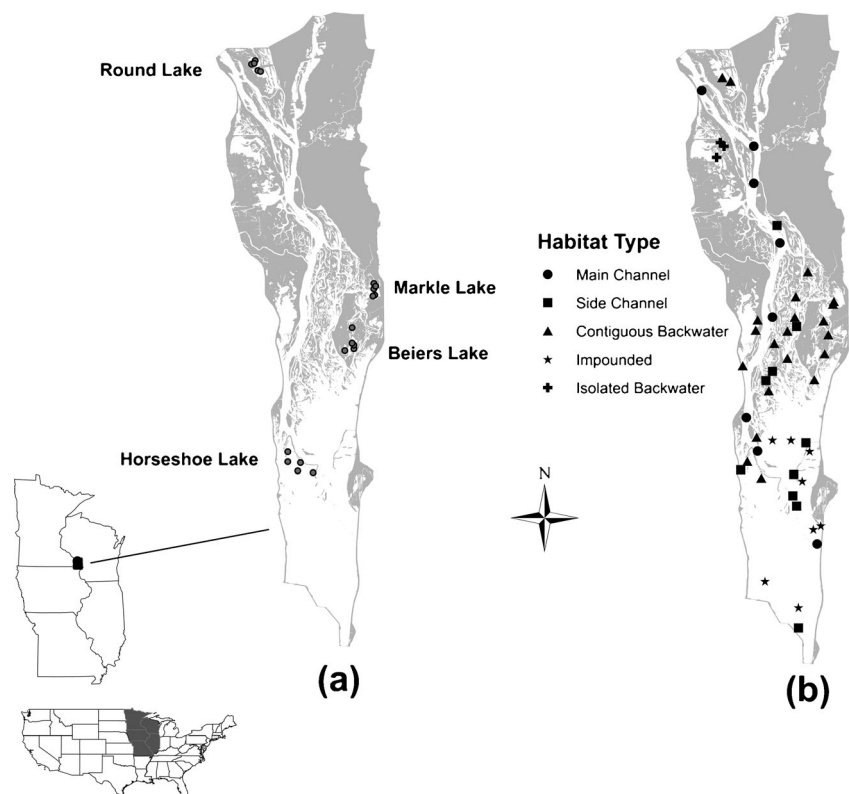 Round Lake
Markle Lake
Beiers Lake
Horseshoe Lake
(a)
Habitat Type
Main Channel
Side Channel
Contiguous Backwater
Impounded
Isolated Backwater
N
(b)